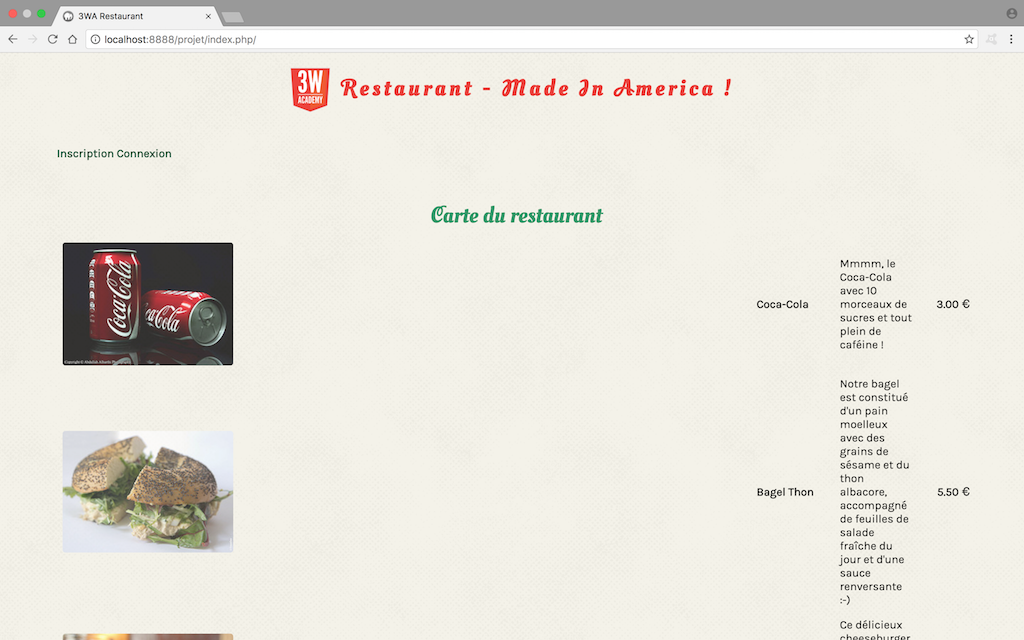 3WA Restaurant
localhost:8888/projet/index.php/
3W
ACADEMY
Restaurant - Made In America !
Inscription Connexion
Carte du restaurant
Coca-Cola
Coca-Cola
Coca-Cola
Mmmm, le
Coca-Cola
avec 10
morceaux de
sucres et tout
plein de
caféine !
3.00 €
Bagel Thon
Notre bagel
est constitué
d'un pain
moelleux
avec des
grains de
sésame et du
thon
albacore,
accompagné
de feuilles de
salade
fraîche du
jour et d'une
sauce
renversante
:-)
5.50 €
Ce délicieux
cheeseburger